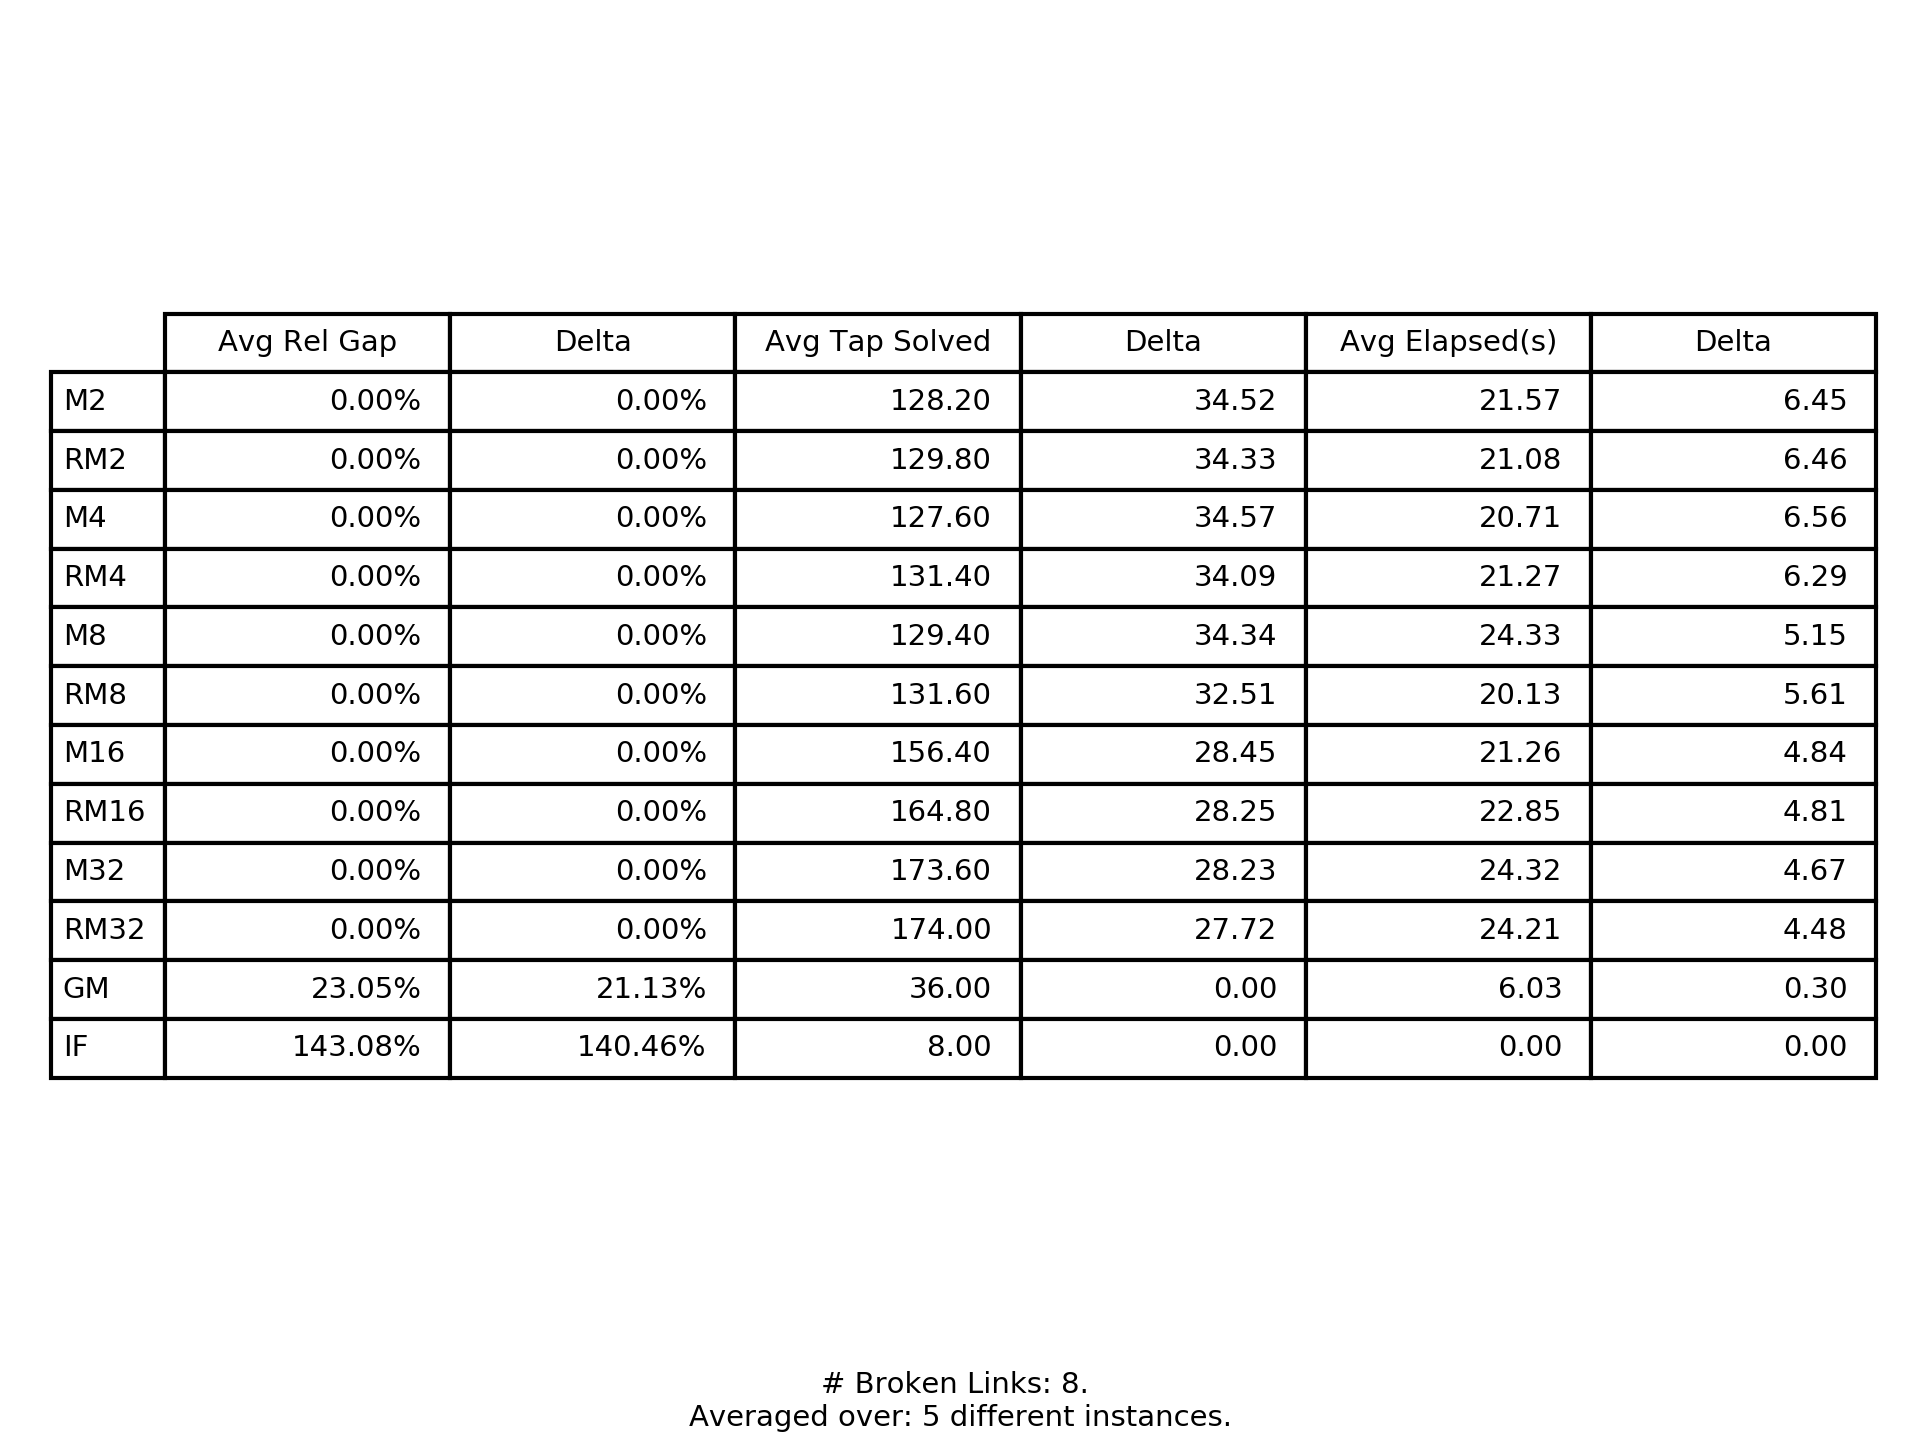 Avg Rel Gap Delta Avg Tap Solved Delta Avg Elapsed(s) Delta
M2 0.00% 0.00% 128.20 34.52 21.57 6.45
RM2 0.00% 0.00% 129.80 34.33 21.08 6.46
M4 0.00% 0.00% 127.60 34.57 20.71 6.56
RM4 0.00% 0.00% 131.40 34.09 21.27 6.29
M8 0.00% 0.00% 129.40 34.34 24.33 5.15
RM8 0.00% 0.00% 131.60 32.51 20.13 5.61
M16 0.00% 0.00% 156.40 28.45 21.26 4.84
RM16 0.00% 0.00% 164.80 28.25 22.85 4.81
M32 0.00% 0.00% 173.60 28.23 24.32 4.67
RM32 0.00% 0.00% 174.00 27.72 24.21 4.48
GM 23.05% 21.13% 36.00 0.00 6.03 0.30
IF 143.08% 140.46% 8.00 0.00 0.00 0.00
# Broken Links: 8.
Averaged over: 5 different instances.